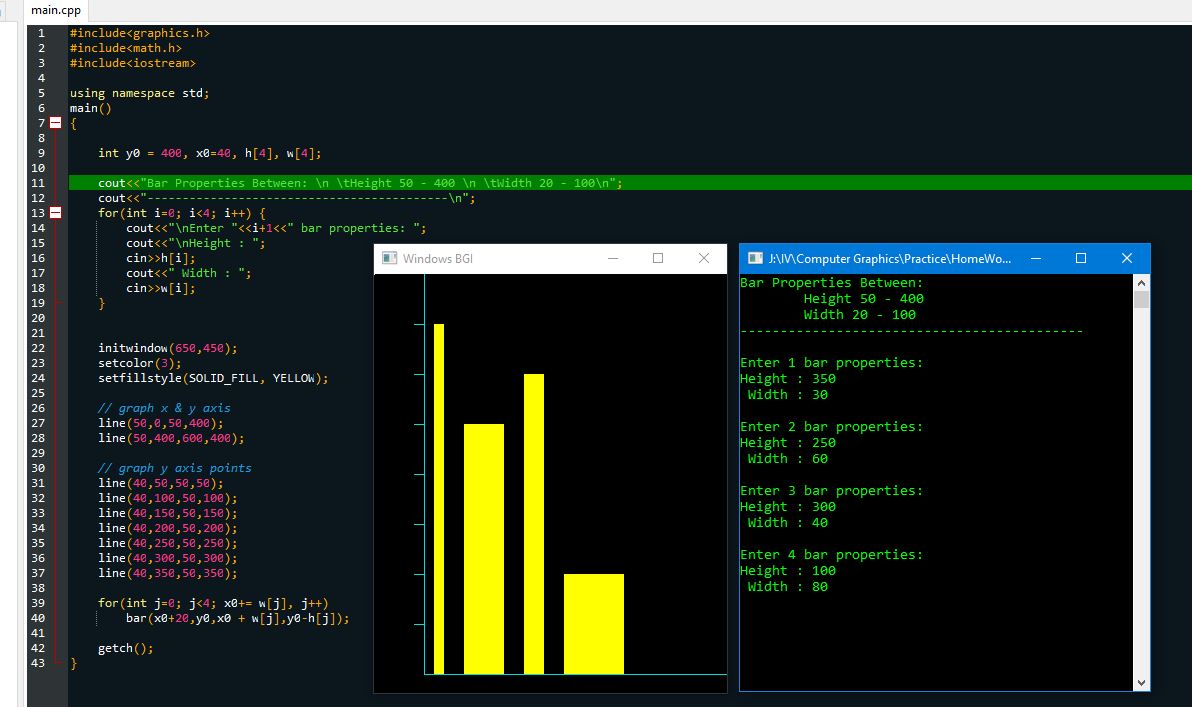 main.cpp
1 #include<graphics.h>
2 #include<math.h>
3 #include<iostream>
4
5 using namespace std;
6 main()
7 {
8
9 int y0 = 400, x0=40, h[4], w[4];
10
11 cout<<"Bar Properties Between: \n \tHeight 50 - 400 \n \tWidth 20 - 100\n";
12 cout<<"-------------------------------------------\n";
13 for(int i=0; i<4; i++) {
14 cout<<"\nEnter "<<i+1<<" bar properties: ";
15 cout<<"\nHeight : ";
16 cin>>h[i];
17 cout<<" Width : ";
18 cin>>w[i];
19 }
20
21
22 initwindow(650,450);
23 setcolor(3);
24 setfillstyle(SOLID_FILL, YELLOW);
25
26 // graph x & y axis
27 line(50,0,50,400);
28 line(50,400,600,400);
29
30 // graph y axis points
31 line(40,50,50,50);
32 line(40,100,50,100);
33 line(40,150,50,150);
34 line(40,200,50,200);
35 line(40,250,50,250);
36 line(40,300,50,300);
37 line(40,350,50,350);
38
39 for(int j=0; j<4; x0+= w[j], j++)
40 bar(x0+20,y0,x0 + w[j],y0-h[j]);
41
42 getch();
43 }
Windows BGI
J:\IV\Computer Graphics\Practice\HomeWo...
Bar Properties Between:
Height 50 - 400
Width 20 - 100
-------------------------------------------
Enter 1 bar properties:
Height : 350
Width : 30
Enter 2 bar properties:
Height : 250
Width : 60
Enter 3 bar properties:
Height : 300
Width : 40
Enter 4 bar properties:
Height : 100
Width : 80